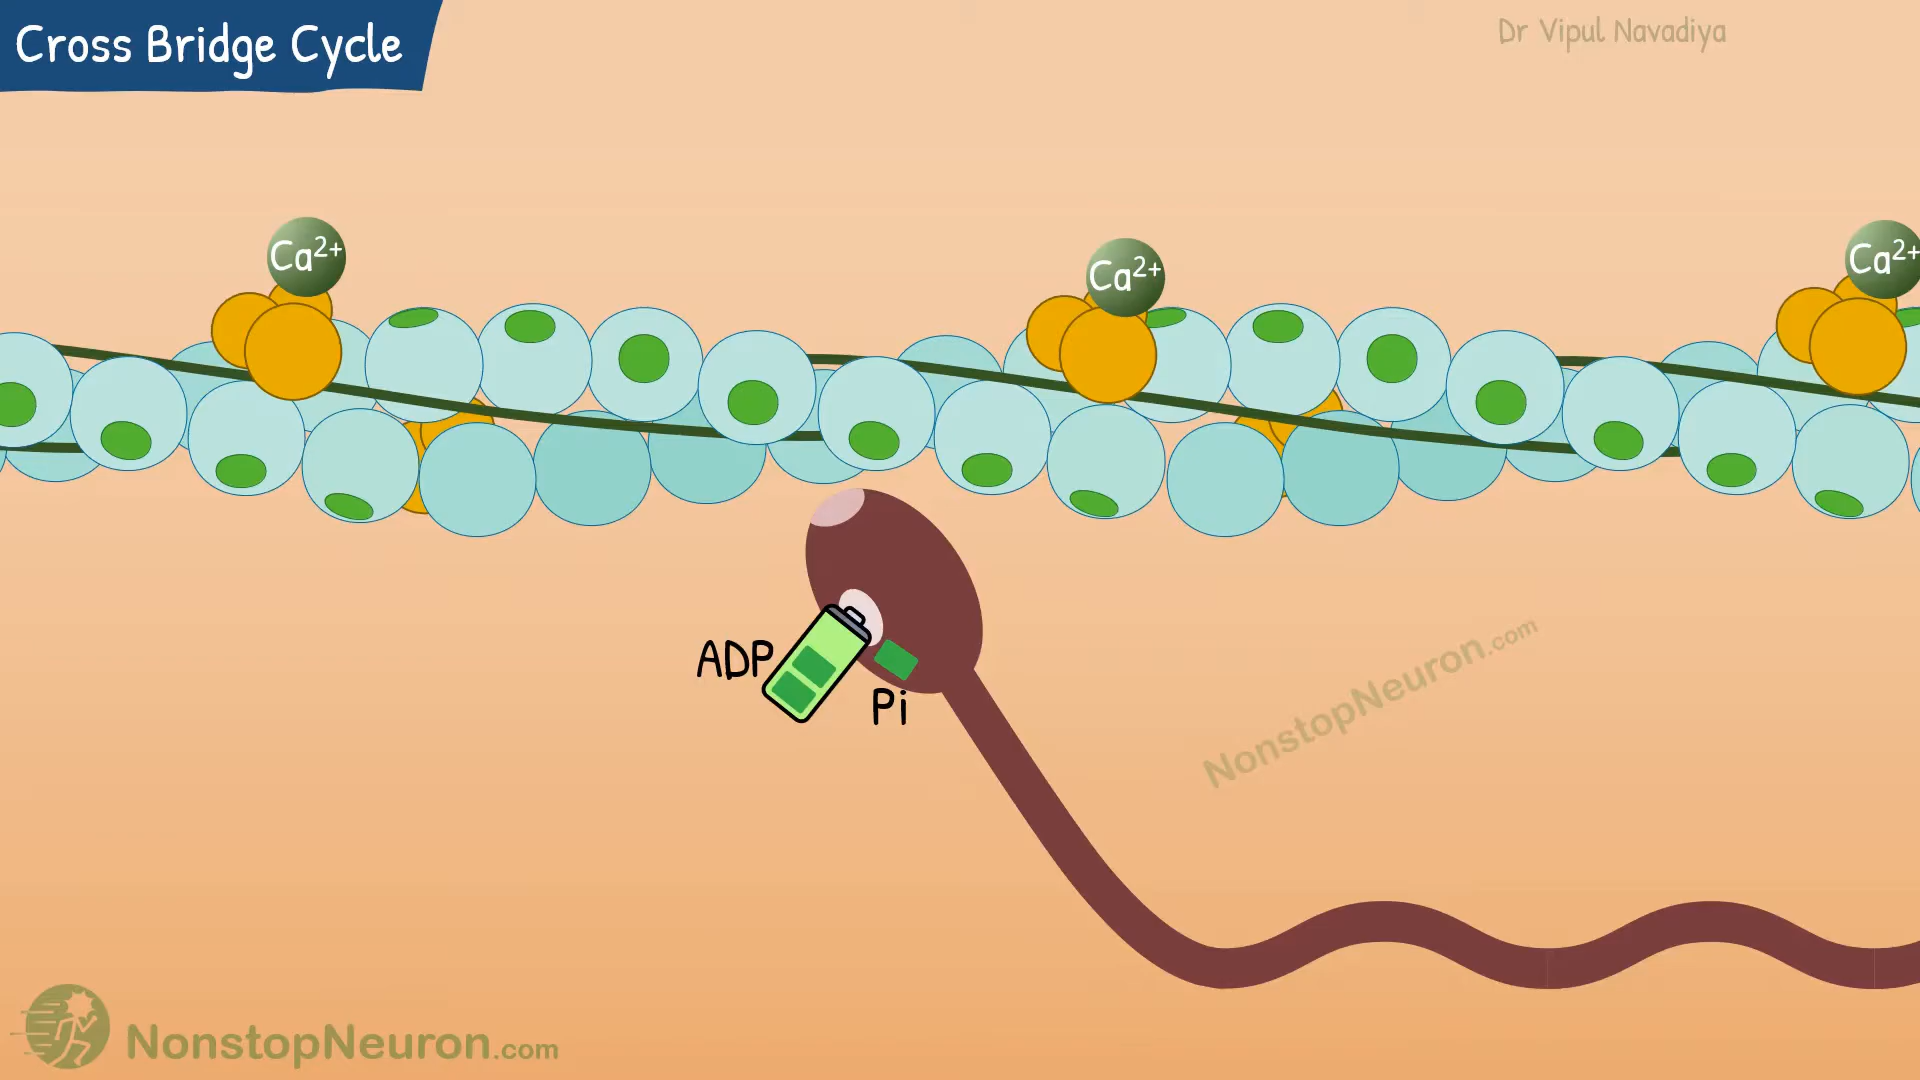 Cross Bridge Cycle
Dr Vipul Navadiya
Ca²⁺
Ca²⁺
Ca²⁺
ADP
Pi
NonstopNeuron.com
NonstopNeuron.com